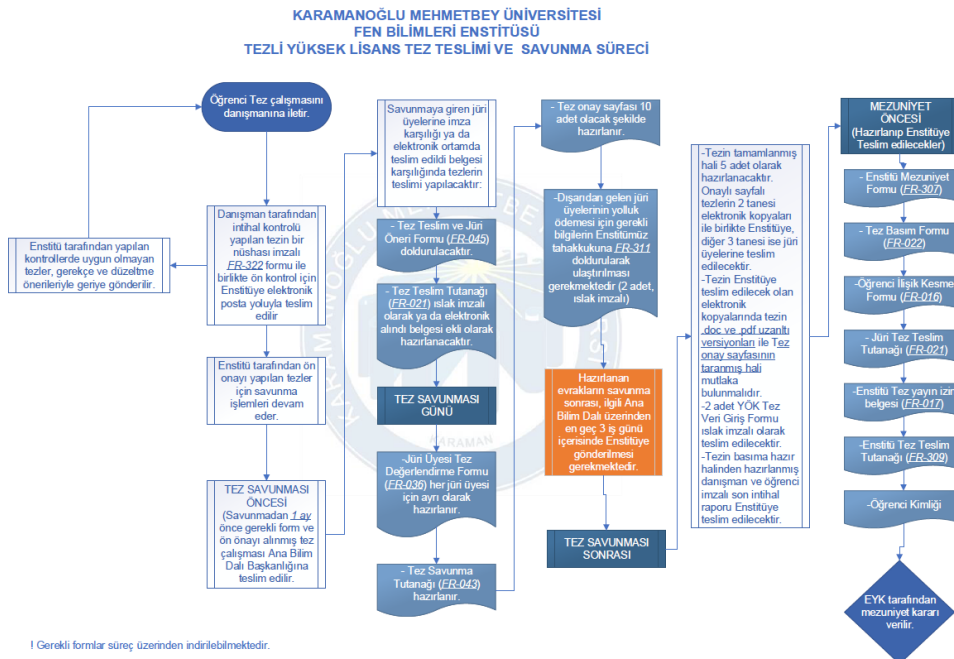 KARAMANOĞLU MEHMETBEY ÜNİVERSİTESİ
FEN BİLİMLERİ ENSTİTÜSÜ
TEZLİ YÜKSEK LİSANS TEZ TESLİMİ VE SAVUNMA SÜRECİ
Öğrenci Tez çalışmasını
danışmanına iletir.
Enstitü tarafından yapılan
kontrollerde uygun olmayan
tezler, gerekçe ve düzeltme
önerileriyle geriye gönderilir.
Danışman tarafından
intihal kontrolü
yapılan tezin bir
nüshası imzalı
FR-322 formu ile
birlikte ön kontrol için
Enstitüye elektronik
posta yoluyla teslim
edilir
Enstitü tarafından ön
onayı yapılan tezler
için savunma
işlemleri devam
eder.
TEZ SAVUNMASI
ÖNCESİ
(Savunmadan 1 ay
önce gerekli form ve
ön önayı alınmış tez
çalışması Ana Bilim
Dalı Başkanlığına
teslim edilir.
Savunmaya giren jüri
üyelerine imza
karşılığı ya da
elektronik ortamda
teslim edildi belgesi
karşılığında tezlerin
teslimi yapılacaktır:
- Tez Teslim ve Jüri
Öneri Formu (FR-045)
doldurulacaktır.
- Tez Teslim Tutanağı
(FR-021) ıslak imzalı
olarak ya da elektronik
alındı belgesi ekli olarak
hazırlanacaktır.
TEZ SAVUNMASI
GÜNÜ
-Jüri Üyesi Tez
Değerlendirme Formu
(FR-036) her jüri üyesi
için ayrı olarak
hazırlanır.
- Tez Savunma
Tutanağı (FR-043)
hazırlanır.
- Tez onay sayfası 10
adet olacak şekilde
hazırlanır.
-Dışarıdan gelen jüri
üyelerinin yolluk
ödemesi için gerekli
bilgilerin Enstitümüz
tahakkukuna FR-311
doldurularak
ulaştırılması
gerekmektedir (2 adet,
ıslak imzalı)
Hazırlanan
evrakların savunma
sonrası, ilgili Ana
Bilim Dalı üzerinden
en geç 3 iş günü
içerisinde Enstitüye
gönderilmesi
gerekmektedir.
TEZ SAVUNMASI
SONRASI
-Tezin tamamlanmış
hali 5 adet olarak
hazırlanacaktır.
Onaylı sayfalı
tezlerin 2 tanesi
elektronik kopyaları
ile birlikte Enstitüye,
diğer 3 tanesi ise jüri
üyelerine teslim
edilecektir.
-Tezin Enstitüye
teslim edilecek olan
elektronik
kopyalarında tezin
.doc ve .pdf uzantılı
versiyonları ile Tez
onay sayfasının
taranmış hali
mutlaka
bulunmalıdır.
-2 adet YÖK Tez
Veri Giriş Formu
ıslak imzalı olarak
teslim edilecektir.
-Tezin basıma hazır
halinden hazırlanmış
danışman ve öğrenci
imzalı son intihal
raporu Enstitüye
teslim edilecektir.
MEZUNİYET
ÖNCESİ
(Hazırlanıp Enstitüye
Teslim edilecekler)
- Enstitü Mezuniyet
Formu (FR-307)
- Tez Basım Formu
(FR-022)
-Öğrenci İlişik Kesme
Formu (FR-016)
- Jüri Tez Teslim
Tutanağı (FR-021)
-Enstitü Tez yayın izin
belgesi (FR-017)
-Enstitü Tez Teslim
Tutanağı (FR-309)
-Öğrenci Kimliği
EYK tarafından
mezuniyet kararı
verilir.
! Gerekli formlar süreç üzerinden indirilebilmektedir.
KARAMAN